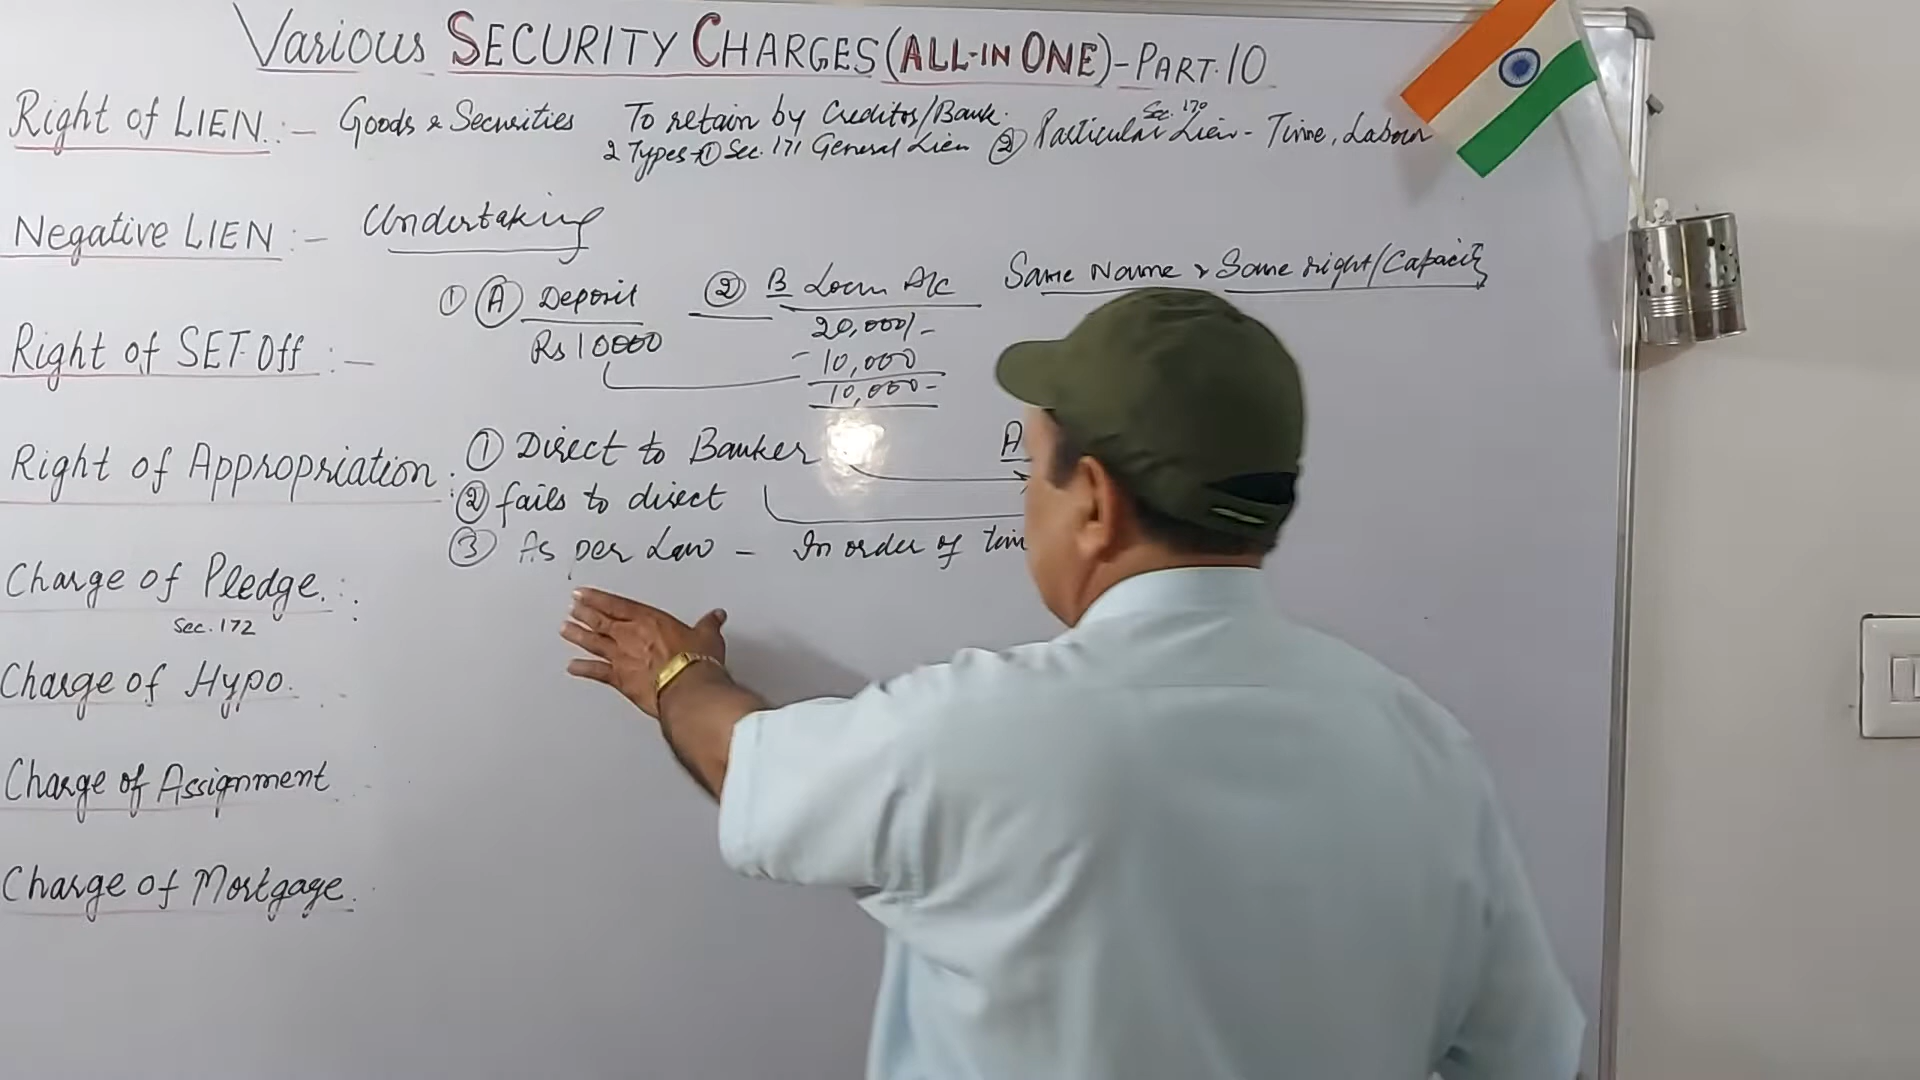 Various SECURITY CHARGES (ALL-IN ONE) - PART-10
Right of LIEN :- Goods & Securities To retain by Creditos/Bank.
2 Types → ① Sec. 171 General Lien ② Particular Lien - Time, Labour
Sec. 170
Negative LIEN :- Undertaking
① A Deposit ② B Loan A/c Same Name & Same right/Capacity
Rs 10000 20,000/-
Right of SET-Off :- - 10,000
10,000-
Right of Appropriation : ① Direct to Banker A
② fails to direct
③ As per Law - In order of tim
Charge of Pledge. :
Sec. 172
Charge of Hypo.
Charge of Assignment
Charge of Mortgage.